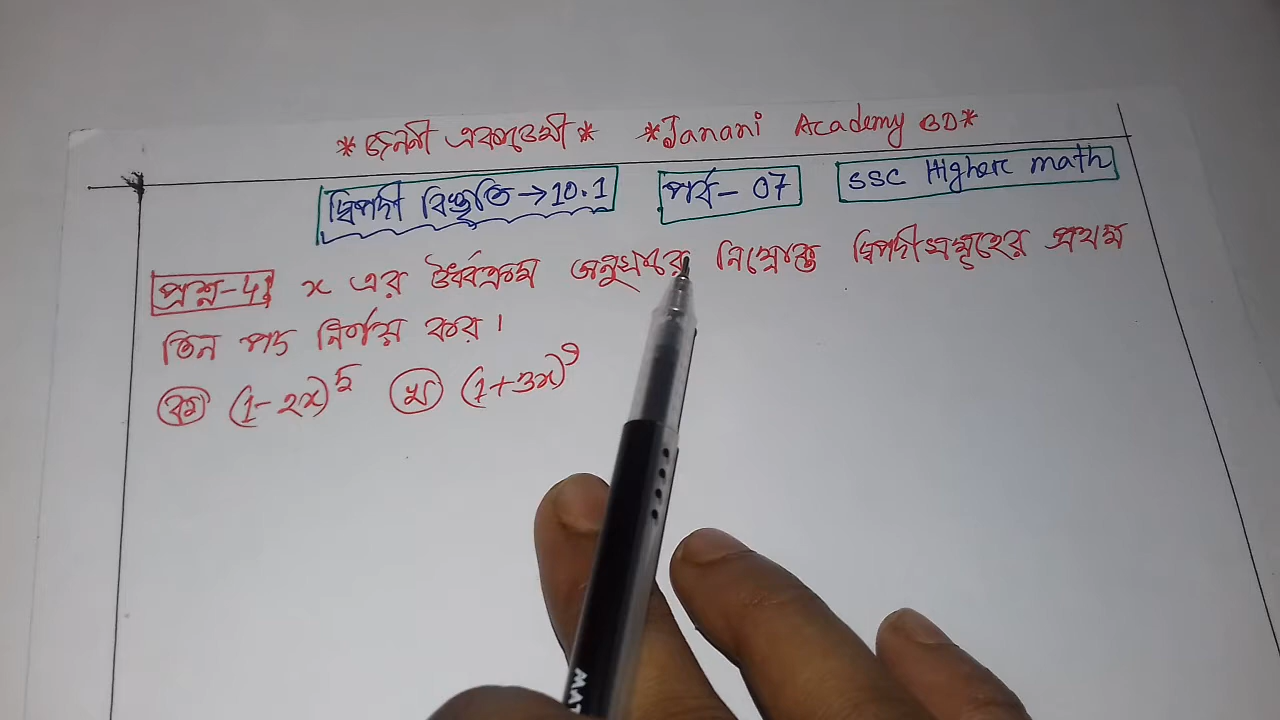 *জননী একাডেমী* *Janani Academy BD*
দ্বিপদী বিস্তৃতি→10.1 পর্ব-07 SSC Higher math
প্রশ্ন-4| x এর ঊর্ধ্বক্রম অনুসারে নিম্নোক্ত দ্বিপদীসমূহের প্রথম
তিন পদ নির্ণয় কর।
ক (1-2x)^5 খ (1+3x)^9
MAT